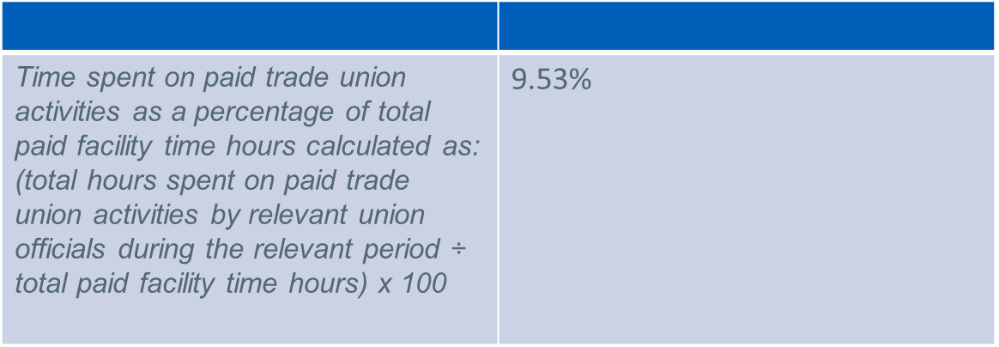 Time spent on paid trade union
activities as a percentage of total
paid facility time hours calculated as:
(total hours spent on paid trade
union activities by relevant union
officials during the relevant period ÷
total paid facility time hours) x 100
9.53%